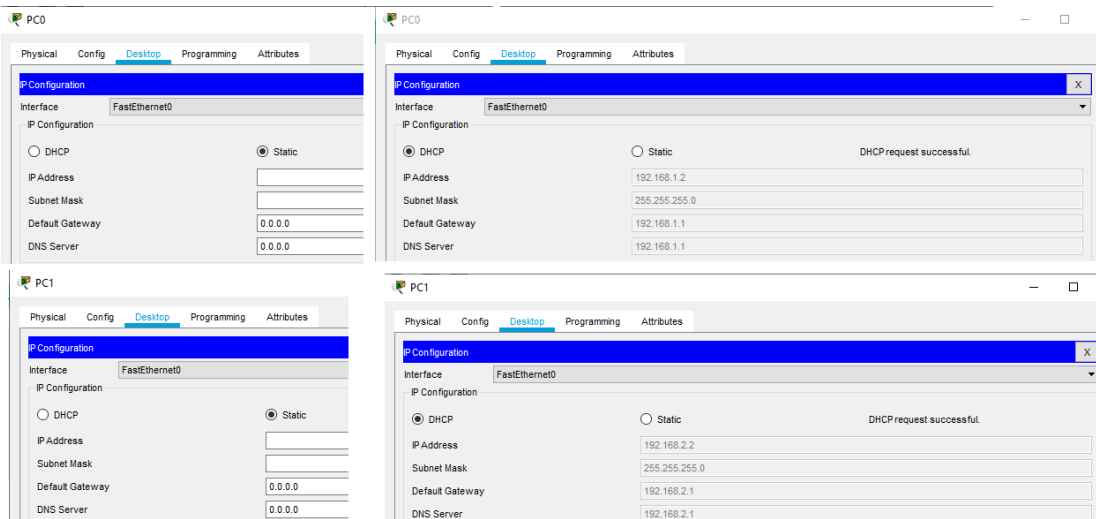 PC0
Physical Config Desktop Programming Attributes
IP Configuration
Interface FastEthernet0
IP Configuration
DHCP Static
IP Address
Subnet Mask
Default Gateway 0.0.0.0
DNS Server 0.0.0.0
PC0
Physical Config Desktop Programming Attributes
IP Configuration X
Interface FastEthernet0
IP Configuration
DHCP Static DHCP request successful.
IP Address 192.168.1.2
Subnet Mask 255.255.255.0
Default Gateway 192.168.1.1
DNS Server 192.168.1.1
PC1
Physical Config Desktop Programming Attributes
IP Configuration
Interface FastEthernet0
IP Configuration
DHCP Static
IP Address
Subnet Mask
Default Gateway 0.0.0.0
DNS Server 0.0.0.0
PC1
Physical Config Desktop Programming Attributes
IP Configuration X
Interface FastEthernet0
IP Configuration
DHCP Static DHCP request successful.
IP Address 192.168.2.2
Subnet Mask 255.255.255.0
Default Gateway 192.168.2.1
DNS Server 192.168.2.1